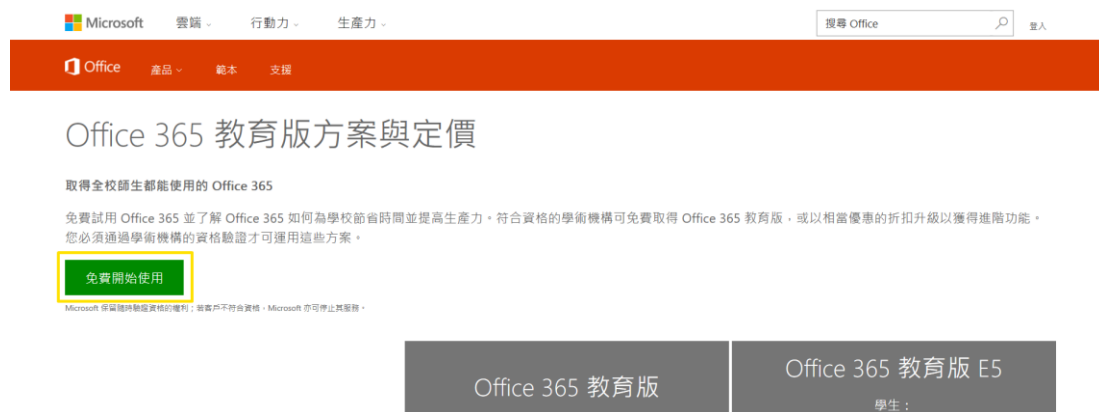 Microsoft 雲端 行動力 生產力 搜尋 Office 登入
Office 產品 範本 支援
Office 365 教育版方案與定價
取得全校師生都能使用的 Office 365
免費試用 Office 365 並了解 Office 365 如何為學校節省時間並提高生產力。符合資格的學術機構可免費取得 Office 365 教育版，或以相當優惠的折扣升級以獲得進階功能。
您必須通過學術機構的資格驗證才可運用這些方案。
免費開始使用
Microsoft 保留隨時驗證資格的權利；若客戶不符合資格，Microsoft 亦可停止其服務。
Office 365 教育版
Office 365 教育版 E5
學生：